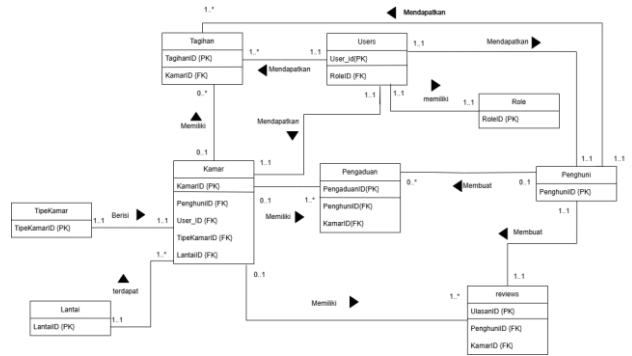 1..*
Mendapatkan
Tagihan
TagihanID {PK}
KamarID {FK}
1..*
1..1
Mendapatkan
Users
User_id{PK}
RoleID {FK}
1..1
Mendapatkan
memiliki
1..1
1..1
1..1
Role
RoleID {PK}
0..*
Memiliki
0..1
Mendapatkan
1..1
Kamar
KamarID {PK}
PenghuniID {FK}
User_ID {FK}
TipeKamarID {FK}
LantaiID {FK}
Pengaduan
PengaduanID{PK}
PenghuniID{FK}
KamarID{FK}
0..1
1..*
Memiliki
0..*
Membuat
0..1
1..1
1..1
Penghuni
PenghuniID {PK}
1..1
TipeKamar
TipeKamarID {PK}
1..1
Berisi
1..1
Membuat
1..*
terdapat
1..1
Lantai
LantaiID {PK}
0..1
Memiliki
1..*
1..1
reviews
UlasanID {PK}
PenghuniID {FK}
KamarID {FK}